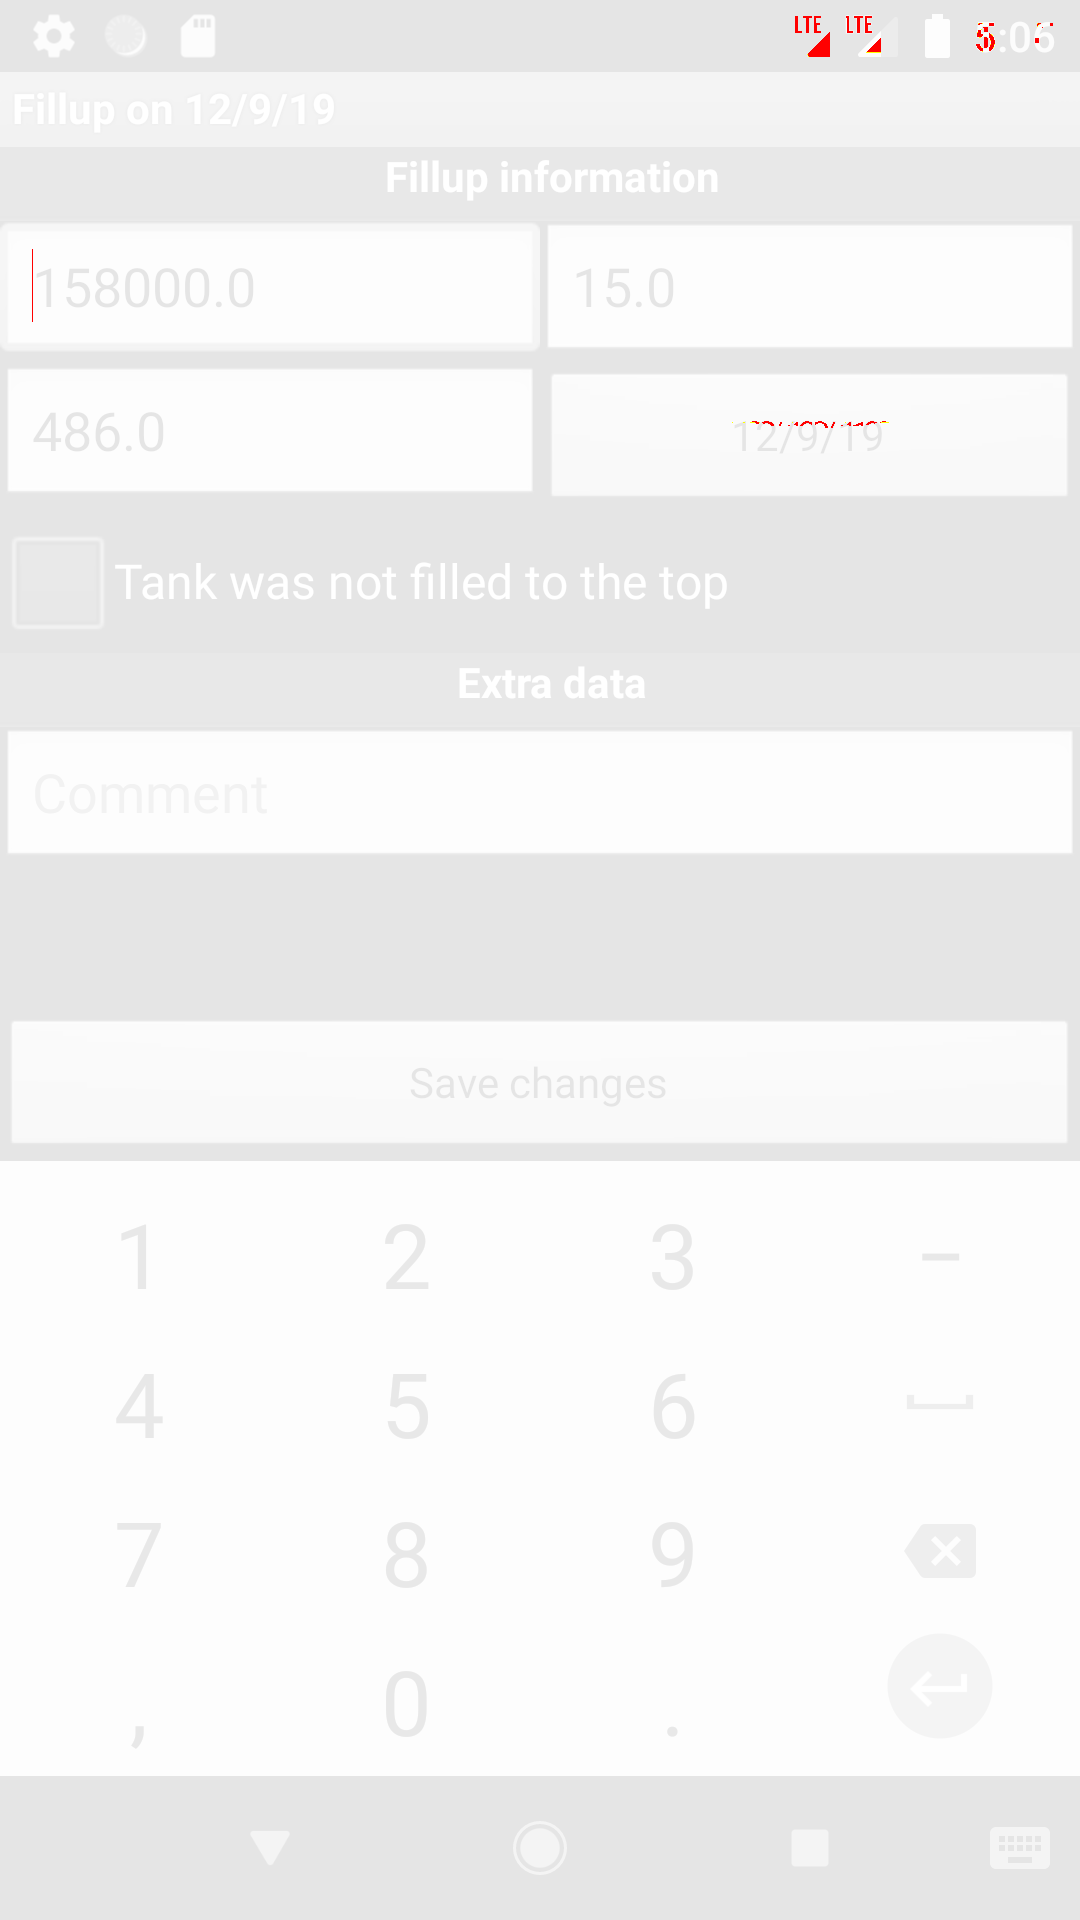 LTE LTE
Fillup on 12/9/19
Fillup information
158000.0 15.0
486.0 12/9/19
Tank was not filled to the top
Extra data
Comment
Save changes
1 2 3 –
4 5 6
7 8 9
, 0 .